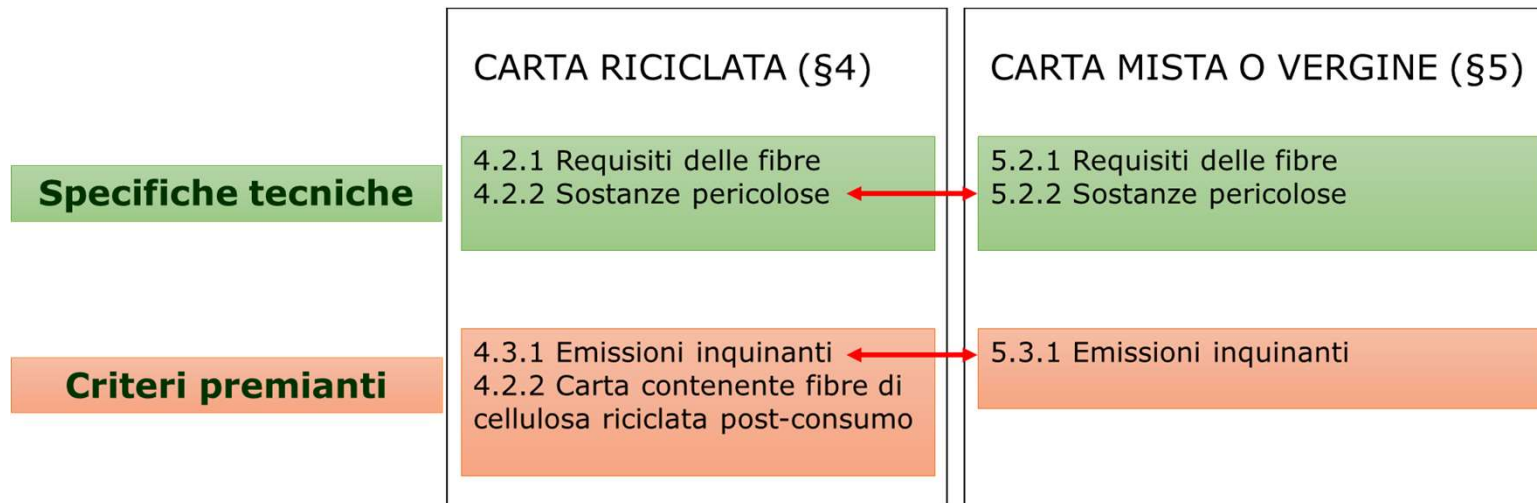 CARTA RICICLATA (§4)
CARTA MISTA O VERGINE (§5)
Specifiche tecniche
4.2.1 Requisiti delle fibre
4.2.2 Sostanze pericolose
5.2.1 Requisiti delle fibre
5.2.2 Sostanze pericolose
Criteri premianti
4.3.1 Emissioni inquinanti
4.2.2 Carta contenente fibre di
cellulosa riciclata post-consumo
5.3.1 Emissioni inquinanti